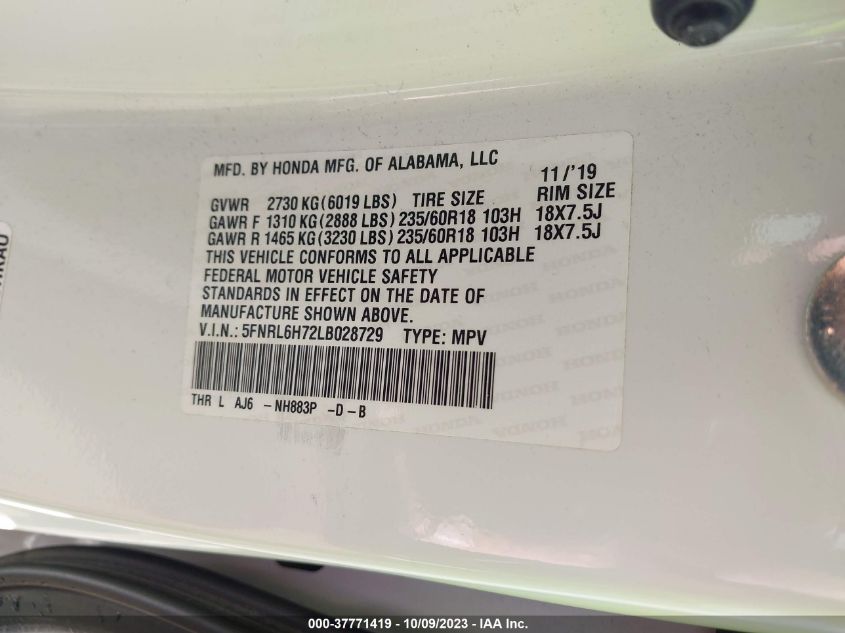 MFD. BY HONDA MFG. OF ALABAMA, LLC 11/'19
GVWR 2730 KG(6019 LBS) TIRE SIZE RIM SIZE
GAWR F 1310 KG(2888 LBS) 235/60R18 103H 18X7.5J
GAWR R 1465 KG(3230 LBS) 235/60R18 103H 18X7.5J
THIS VEHICLE CONFORMS TO ALL APPLICABLE
FEDERAL MOTOR VEHICLE SAFETY
STANDARDS IN EFFECT ON THE DATE OF
MANUFACTURE SHOWN ABOVE.
V.I.N.: 5FNRL6H72LB028729 TYPE: MPV
THR L AJ6 -NH883P -D-B
000-37771419 - 10/09/2023 - IAA Inc.